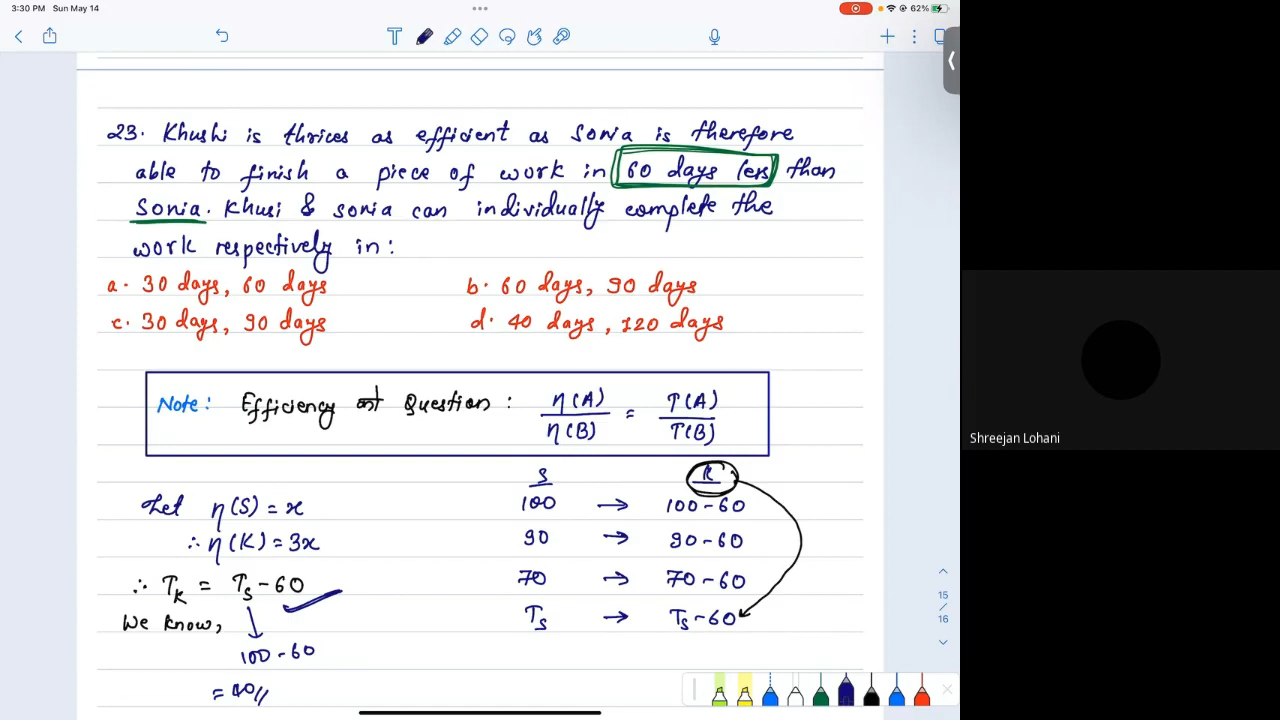 3:30 PM Sun May 14
62%
23. Khushi is thrices as efficient as Sonia is therefore
able to finish a piece of work in 60 days less than
Sonia. Khusi & sonia can individually complete the
work respectively in:
a. 30 days, 60 days
b. 60 days, 90 days
c. 30 days, 90 days
d. 40 days, 120 days
Note: Efficiency Question: η(A)/η(B) = T(A)/T(B)
S K
100 → 100-60
90 → 90-60
70 → 70-60
Ts → Ts-60
Let η(S) = x
∴ η(K) = 3x
∴ TK = Ts - 60
We know,
100 - 60
= 40//
15
/
16
Shreejan Lohani